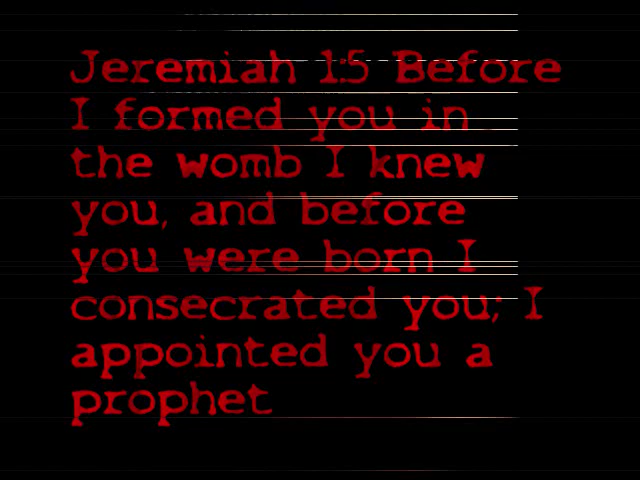 Jeremiah 1:5 Before
I formed you in
the womb I knew
you, and before
you were born I
consecrated you; I
appointed you a
prophet